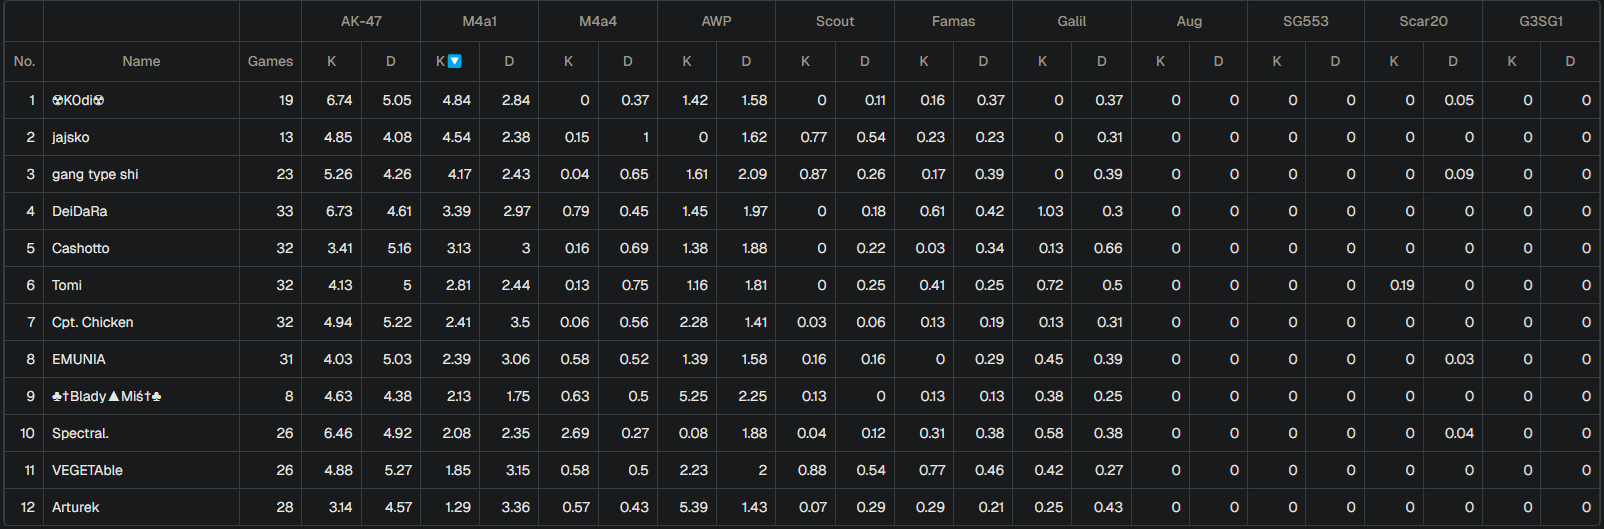 AK-47 M4a1 M4a4 AWP Scout Famas Galil Aug SG553 Scar20 G3SG1
No. Name Games K D K🔽 D K D K D K D K D K D K D K D K D K D
1 ☢K0di☢ 19 6.74 5.05 4.84 2.84 0 0.37 1.42 1.58 0 0.11 0.16 0.37 0 0.37 0 0 0 0 0 0.05 0 0
2 jajsko 13 4.85 4.08 4.54 2.38 0.15 1 0 1.62 0.77 0.54 0.23 0.23 0 0.31 0 0 0 0 0 0 0 0
3 gang type shi 23 5.26 4.26 4.17 2.43 0.04 0.65 1.61 2.09 0.87 0.26 0.17 0.39 0 0.39 0 0 0 0 0 0.09 0 0
4 DeiDaRa 33 6.73 4.61 3.39 2.97 0.79 0.45 1.45 1.97 0 0.18 0.61 0.42 1.03 0.3 0 0 0 0 0 0 0 0
5 Cashotto 32 3.41 5.16 3.13 3 0.16 0.69 1.38 1.88 0 0.22 0.03 0.34 0.13 0.66 0 0 0 0 0 0 0 0
6 Tomi 32 4.13 5 2.81 2.44 0.13 0.75 1.16 1.81 0 0.25 0.41 0.25 0.72 0.5 0 0 0 0 0.19 0 0 0
7 Cpt. Chicken 32 4.94 5.22 2.41 3.5 0.06 0.56 2.28 1.41 0.03 0.06 0.13 0.19 0.13 0.31 0 0 0 0 0 0 0 0
8 EMUNIA 31 4.03 5.03 2.39 3.06 0.58 0.52 1.39 1.58 0.16 0.16 0 0.29 0.45 0.39 0 0 0 0 0 0.03 0 0
9 ♣†Blady▲Miś†♣ 8 4.63 4.38 2.13 1.75 0.63 0.5 5.25 2.25 0.13 0 0.13 0.13 0.38 0.25 0 0 0 0 0 0 0 0
10 Spectral. 26 6.46 4.92 2.08 2.35 2.69 0.27 0.08 1.88 0.04 0.12 0.31 0.38 0.58 0.38 0 0 0 0 0 0.04 0 0
11 VEGETAble 26 4.88 5.27 1.85 3.15 0.58 0.5 2.23 2 0.88 0.54 0.77 0.46 0.42 0.27 0 0 0 0 0 0 0 0
12 Arturek 28 3.14 4.57 1.29 3.36 0.57 0.43 5.39 1.43 0.07 0.29 0.29 0.21 0.25 0.43 0 0 0 0 0 0 0 0